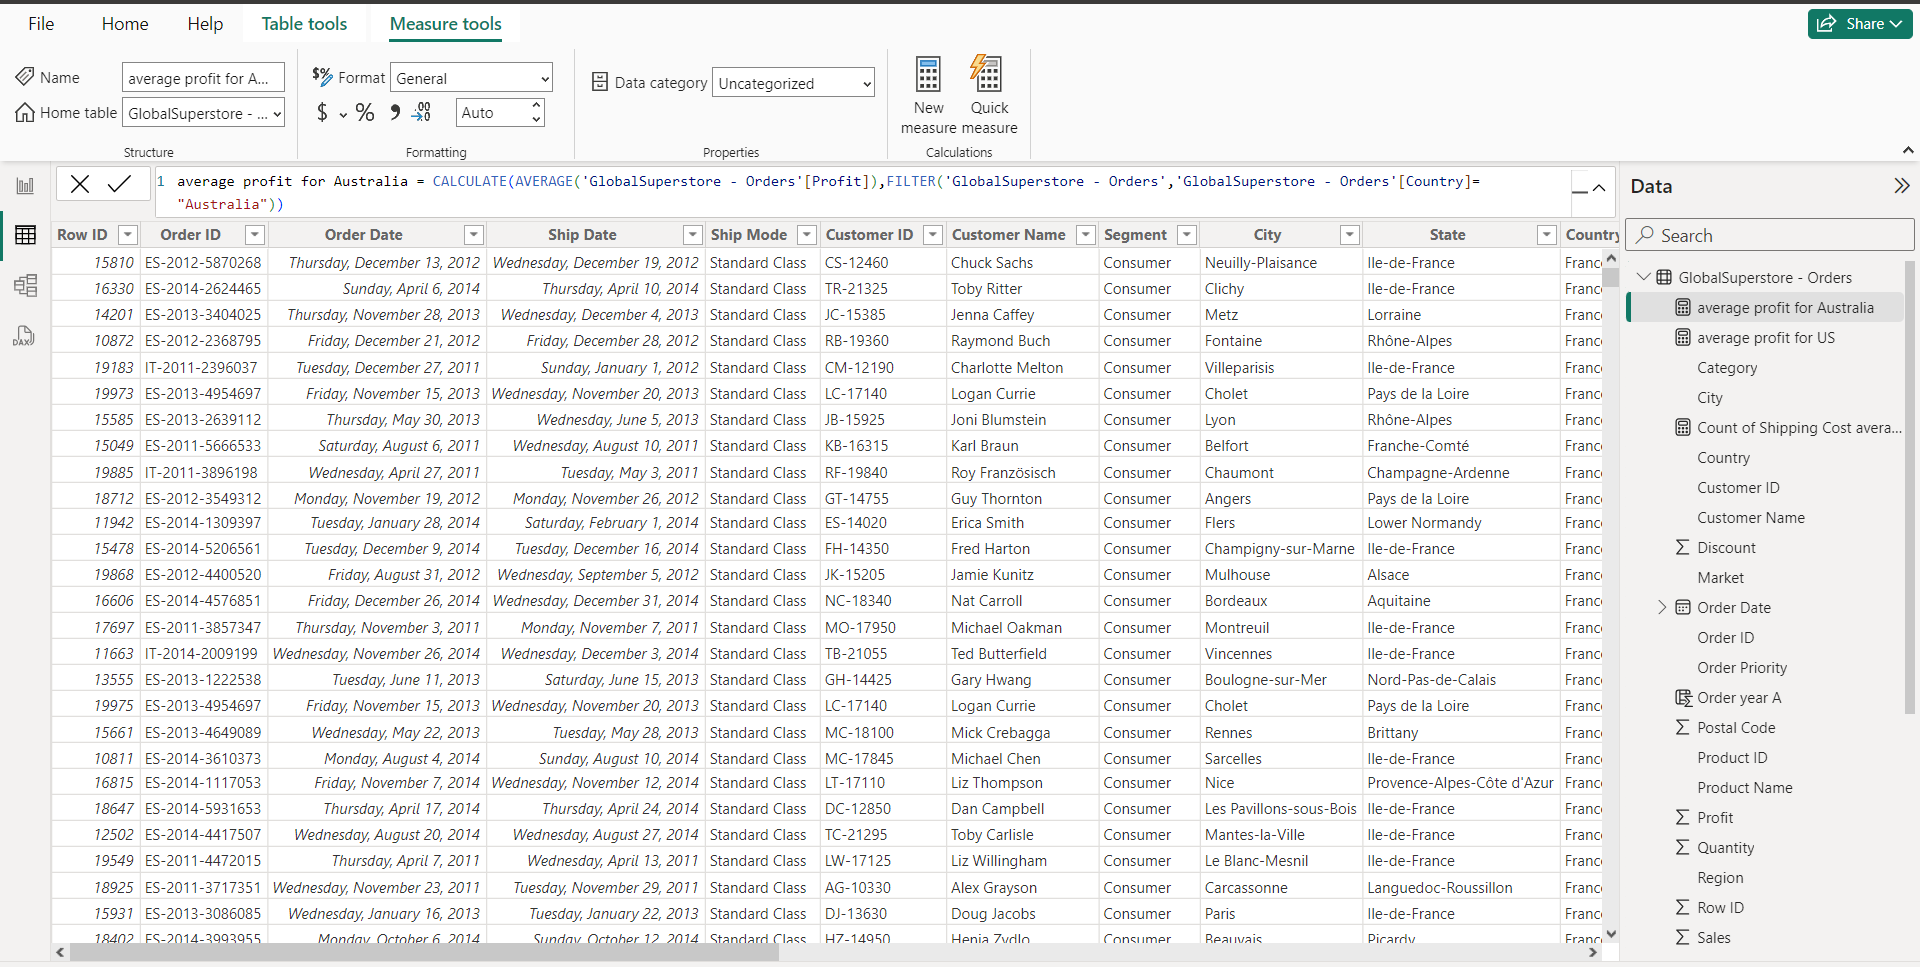 File Home Help Table tools Measure tools Share
Name average profit for A... $% Format General Data category Uncategorized New measure Quick measure
Home table GlobalSuperstore - ... $ % Auto
Structure Formatting Properties Calculations
1 average profit for Australia = CALCULATE(AVERAGE('GlobalSuperstore - Orders'[Profit]),FILTER('GlobalSuperstore - Orders','GlobalSuperstore - Orders'[Country]=
"Australia"))
Row ID Order ID Order Date Ship Date Ship Mode Customer ID Customer Name Segment City State Country
15810 ES-2012-5870268 Thursday, December 13, 2012 Wednesday, December 19, 2012 Standard Class CS-12460 Chuck Sachs Consumer Neuilly-Plaisance Ile-de-France Franc
16330 ES-2014-2624465 Sunday, April 6, 2014 Thursday, April 10, 2014 Standard Class TR-21325 Toby Ritter Consumer Clichy Ile-de-France Franc
14201 ES-2013-3404025 Thursday, November 28, 2013 Wednesday, December 4, 2013 Standard Class JC-15385 Jenna Caffey Consumer Metz Lorraine Franc
10872 ES-2012-2368795 Friday, December 21, 2012 Friday, December 28, 2012 Standard Class RB-19360 Raymond Buch Consumer Fontaine Rhône-Alpes Franc
19183 IT-2011-2396037 Tuesday, December 27, 2011 Sunday, January 1, 2012 Standard Class CM-12190 Charlotte Melton Consumer Villeparisis Ile-de-France Franc
19973 ES-2013-4954697 Friday, November 15, 2013 Wednesday, November 20, 2013 Standard Class LC-17140 Logan Currie Consumer Cholet Pays de la Loire Franc
15585 ES-2013-2639112 Thursday, May 30, 2013 Wednesday, June 5, 2013 Standard Class JB-15925 Joni Blumstein Consumer Lyon Rhône-Alpes Franc
15049 ES-2011-5666533 Saturday, August 6, 2011 Wednesday, August 10, 2011 Standard Class KB-16315 Karl Braun Consumer Belfort Franche-Comté Franc
19885 IT-2011-3896198 Wednesday, April 27, 2011 Tuesday, May 3, 2011 Standard Class RF-19840 Roy Französisch Consumer Chaumont Champagne-Ardenne Franc
18712 ES-2012-3549312 Monday, November 19, 2012 Monday, November 26, 2012 Standard Class GT-14755 Guy Thornton Consumer Angers Pays de la Loire Franc
11942 ES-2014-1309397 Tuesday, January 28, 2014 Saturday, February 1, 2014 Standard Class ES-14020 Erica Smith Consumer Flers Lower Normandy Franc
15478 ES-2014-5206561 Tuesday, December 9, 2014 Tuesday, December 16, 2014 Standard Class FH-14350 Fred Harton Consumer Champigny-sur-Marne Ile-de-France Franc
19868 ES-2012-4400520 Friday, August 31, 2012 Wednesday, September 5, 2012 Standard Class JK-15205 Jamie Kunitz Consumer Mulhouse Alsace Franc
16606 ES-2014-4576851 Friday, December 26, 2014 Wednesday, December 31, 2014 Standard Class NC-18340 Nat Carroll Consumer Bordeaux Aquitaine Franc
17697 ES-2011-3857347 Thursday, November 3, 2011 Monday, November 7, 2011 Standard Class MO-17950 Michael Oakman Consumer Montreuil Ile-de-France Franc
11663 IT-2014-2009199 Wednesday, November 26, 2014 Wednesday, December 3, 2014 Standard Class TB-21055 Ted Butterfield Consumer Vincennes Ile-de-France Franc
13555 ES-2013-1222538 Tuesday, June 11, 2013 Saturday, June 15, 2013 Standard Class GH-14425 Gary Hwang Consumer Boulogne-sur-Mer Nord-Pas-de-Calais Franc
19975 ES-2013-4954697 Friday, November 15, 2013 Wednesday, November 20, 2013 Standard Class LC-17140 Logan Currie Consumer Cholet Pays de la Loire Franc
15661 ES-2013-4649089 Wednesday, May 22, 2013 Tuesday, May 28, 2013 Standard Class MC-18100 Mick Crebagga Consumer Rennes Brittany Franc
10811 ES-2014-3610373 Monday, August 4, 2014 Sunday, August 10, 2014 Standard Class MC-17845 Michael Chen Consumer Sarcelles Ile-de-France Franc
16815 ES-2014-1117053 Friday, November 7, 2014 Wednesday, November 12, 2014 Standard Class LT-17110 Liz Thompson Consumer Nice Provence-Alpes-Côte d'Azur Franc
18647 ES-2014-5931653 Thursday, April 17, 2014 Thursday, April 24, 2014 Standard Class DC-12850 Dan Campbell Consumer Les Pavillons-sous-Bois Ile-de-France Franc
12502 ES-2014-4417507 Wednesday, August 20, 2014 Wednesday, August 27, 2014 Standard Class TC-21295 Toby Carlisle Consumer Mantes-la-Ville Ile-de-France Franc
19549 ES-2011-4472015 Thursday, April 7, 2011 Wednesday, April 13, 2011 Standard Class LW-17125 Liz Willingham Consumer Le Blanc-Mesnil Ile-de-France Franc
18925 ES-2011-3717351 Wednesday, November 23, 2011 Tuesday, November 29, 2011 Standard Class AG-10330 Alex Grayson Consumer Carcassonne Languedoc-Roussillon Franc
15931 ES-2013-3086085 Wednesday, January 16, 2013 Tuesday, January 22, 2013 Standard Class DJ-13630 Doug Jacobs Consumer Paris Ile-de-France Franc
18402 ES-2014-3993955 Monday, October 6, 2014 Sunday, October 12, 2014 Standard Class HZ-14950 Henia Zydlo Consumer Beauvais Picardy Franc
DAX
Data
Search
GlobalSuperstore - Orders
average profit for Australia
average profit for US
Category
City
Count of Shipping Cost avera...
Country
Customer ID
Customer Name
Discount
Market
Order Date
Order ID
Order Priority
Order year A
Postal Code
Product ID
Product Name
Profit
Quantity
Region
Row ID
Sales